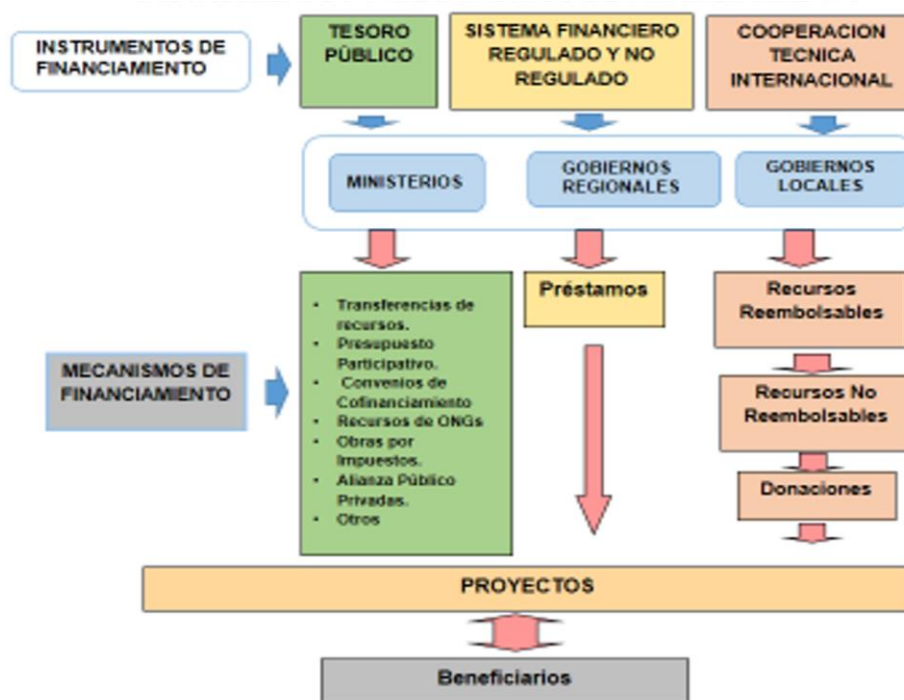 INSTRUMENTOS DE
FINANCIAMIENTO
TESORO
PÚBLICO
SISTEMA FINANCIERO
REGULADO Y NO
REGULADO
COOPERACION
TECNICA
INTERNACIONAL
MINISTERIOS
GOBIERNOS
REGIONALES
GOBIERNOS
LOCALES
MECANISMOS DE
FINANCIAMIENTO
• Transferencias de
recursos.
• Presupuesto
Participativo.
• Convenios de
Cofinanciamiento
• Recursos de ONGs
• Obras por
Impuestos.
• Alianza Público
Privadas.
• Otros
Préstamos
Recursos
Reembolsables
Recursos No
Reembolsables
Donaciones
PROYECTOS
Beneficiarios